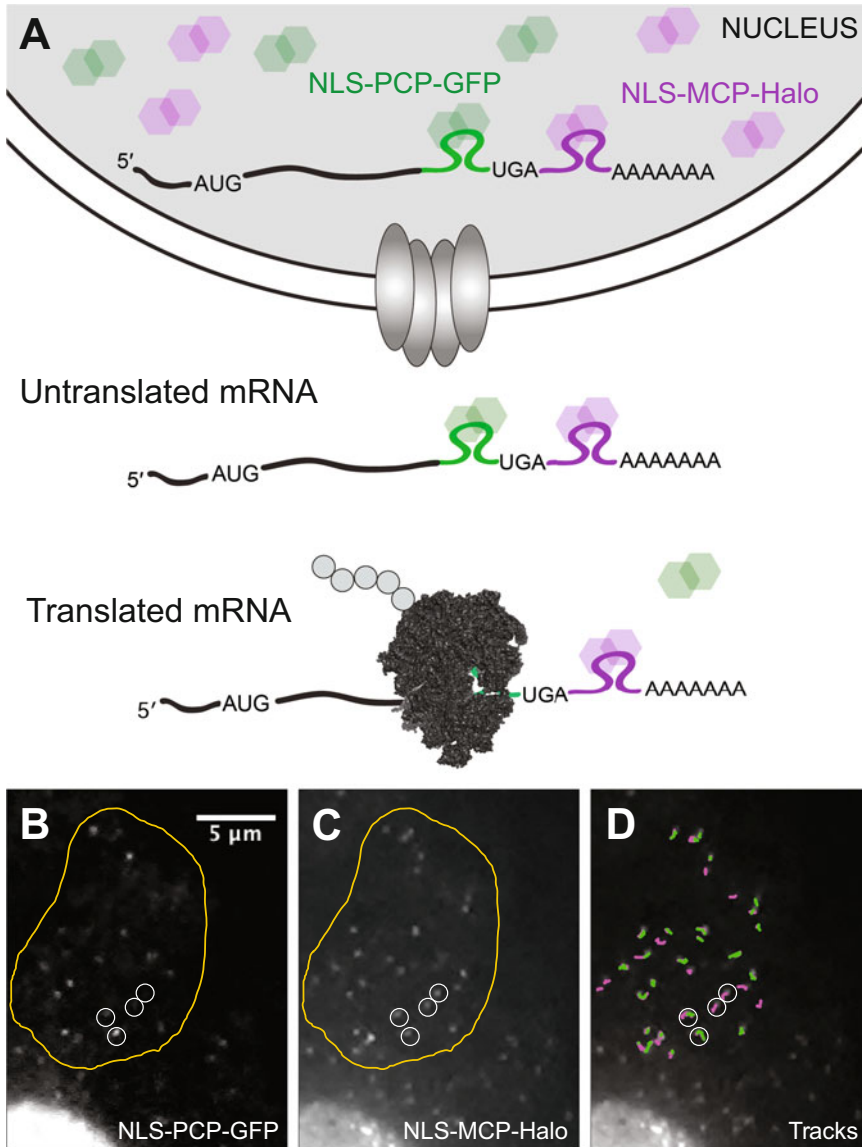 A
NUCLEUS
NLS-PCP-GFP
NLS-MCP-Halo
5′
AUG
UGA
AAAAAAA
Untranslated mRNA
5′
AUG
UGA
AAAAAAA
Translated mRNA
5′
AUG
UGA
AAAAAAA
B
5 µm
NLS-PCP-GFP
C
NLS-MCP-Halo
D
Tracks